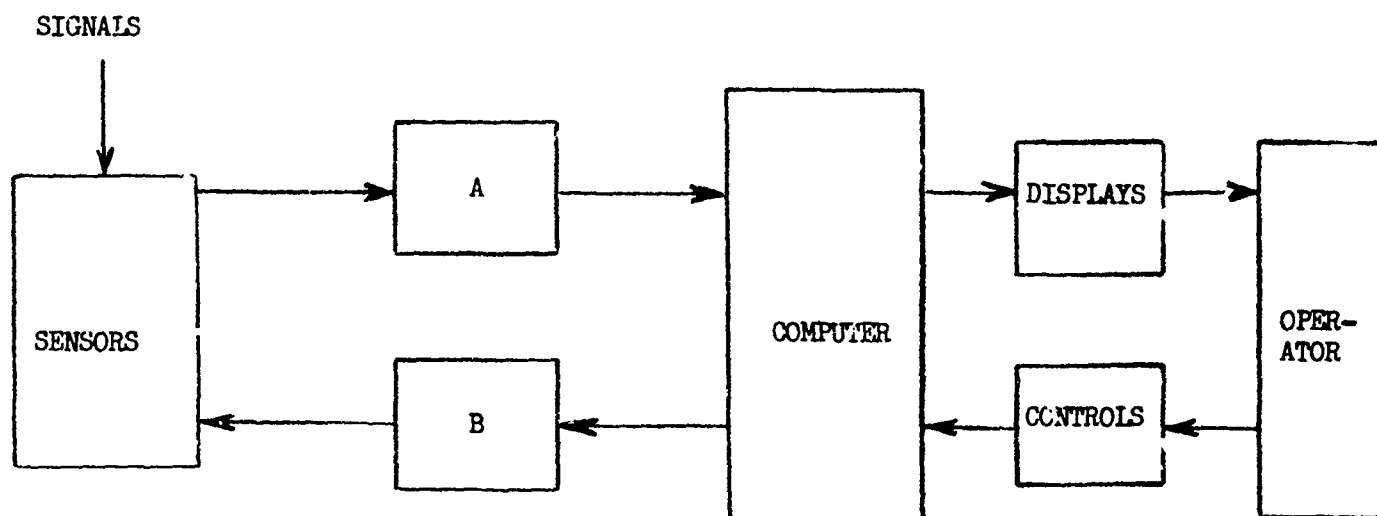 SIGNALS
A
DISPLAYS
SENSORS
COMPUTER
OPER-
ATOR
B
CONTROLS